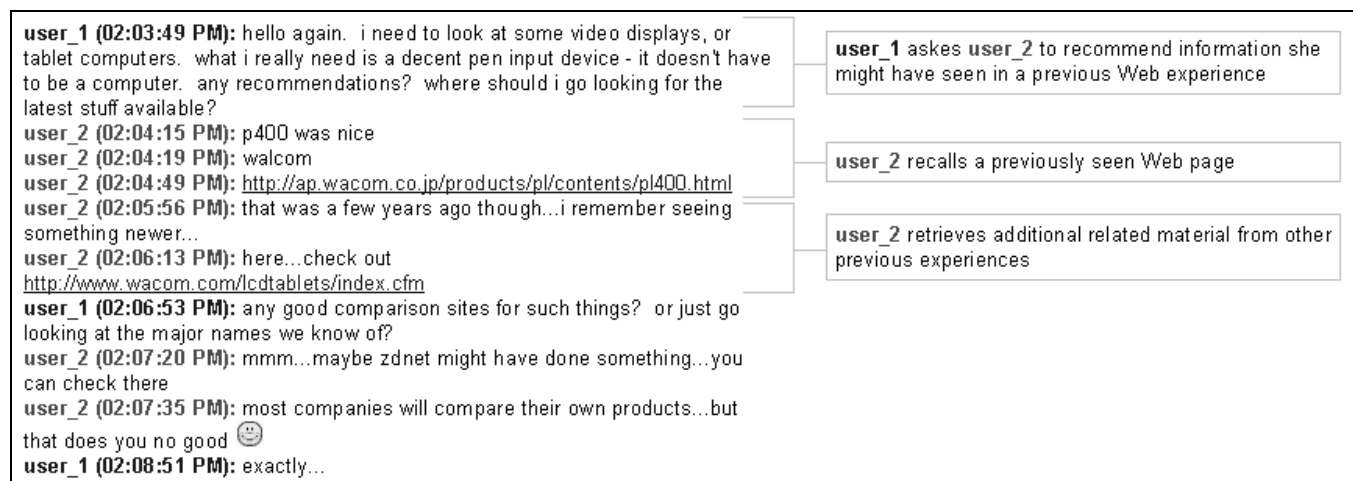 user_1 (02:03:49 PM): hello again. i need to look at some video displays, or
tablet computers. what i really need is a decent pen input device - it doesn't have
to be a computer. any recommendations? where should i go looking for the
latest stuff available?
user_2 (02:04:15 PM): p400 was nice
user_2 (02:04:19 PM): walcom
user_2 (02:04:49 PM): http://ap.wacom.co.jp/products/pl/contents/pl400.html
user_2 (02:05:56 PM): that was a few years ago though...i remember seeing
something newer...
user_2 (02:06:13 PM): here...check out
http://www.wacom.com/lcdtablets/index.cfm
user_1 (02:06:53 PM): any good comparison sites for such things? or just go
looking at the major names we know of?
user_2 (02:07:20 PM): mmm...maybe zdnet might have done something...you
can check there
user_2 (02:07:35 PM): most companies will compare their own products...but
that does you no good
user_1 (02:08:51 PM): exactly...
user_1 askes user_2 to recommend information she
might have seen in a previous Web experience
user_2 recalls a previously seen Web page
user_2 retrieves additional related material from other
previous experiences